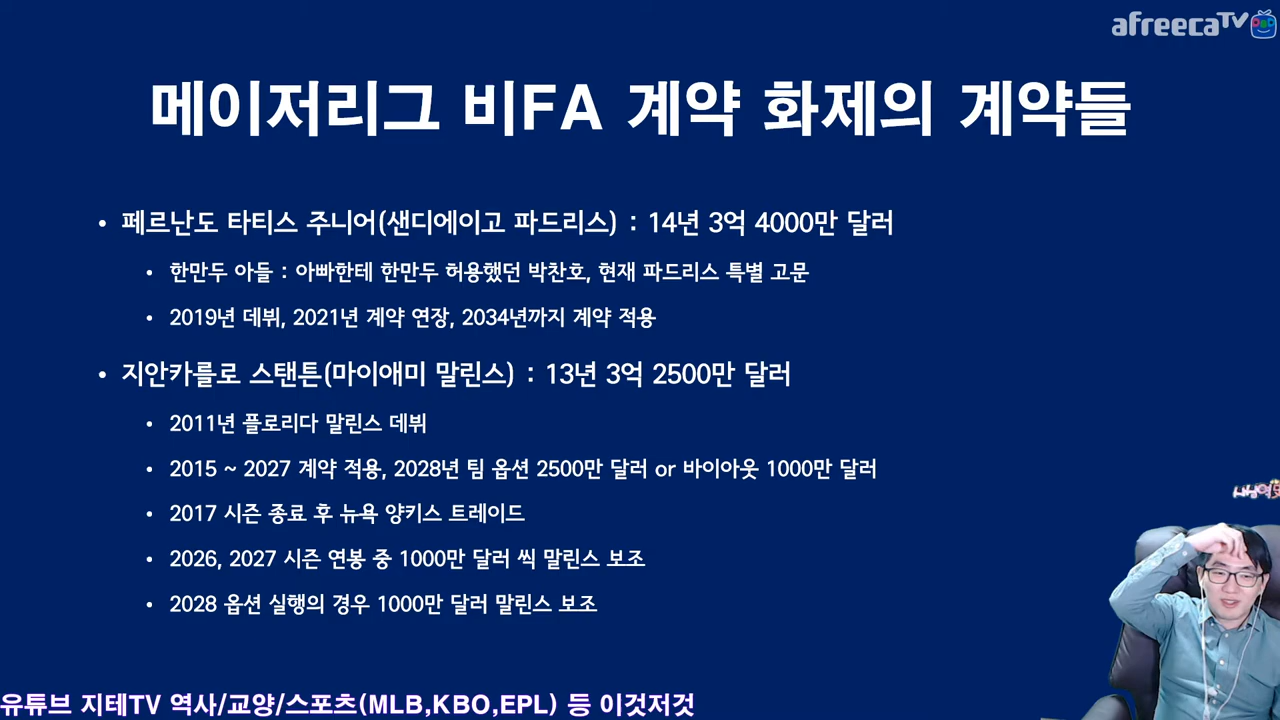 afreecaTV
메이저리그 비FA 계약 화제의 계약들
• 페르난도 타티스 주니어(샌디에이고 파드리스) : 14년 3억 4000만 달러
• 한만두 아들 : 아빠한테 한만두 허용했던 박찬호, 현재 파드리스 특별 고문
• 2019년 데뷔, 2021년 계약 연장, 2034년까지 계약 적용
• 지안카를로 스탠튼(마이애미 말린스) : 13년 3억 2500만 달러
• 2011년 플로리다 말린스 데뷔
• 2015 ~ 2027 계약 적용, 2028년 팀 옵션 2500만 달러 or 바이아웃 1000만 달러
• 2017 시즌 종료 후 뉴욕 양키스 트레이드
• 2026, 2027 시즌 연봉 중 1000만 달러 씩 말린스 보조
• 2028 옵션 실행의 경우 1000만 달러 말린스 보조
유튜브 지테TV 역사/교양/스포츠(MLB,KBO,EPL) 등 이것저것